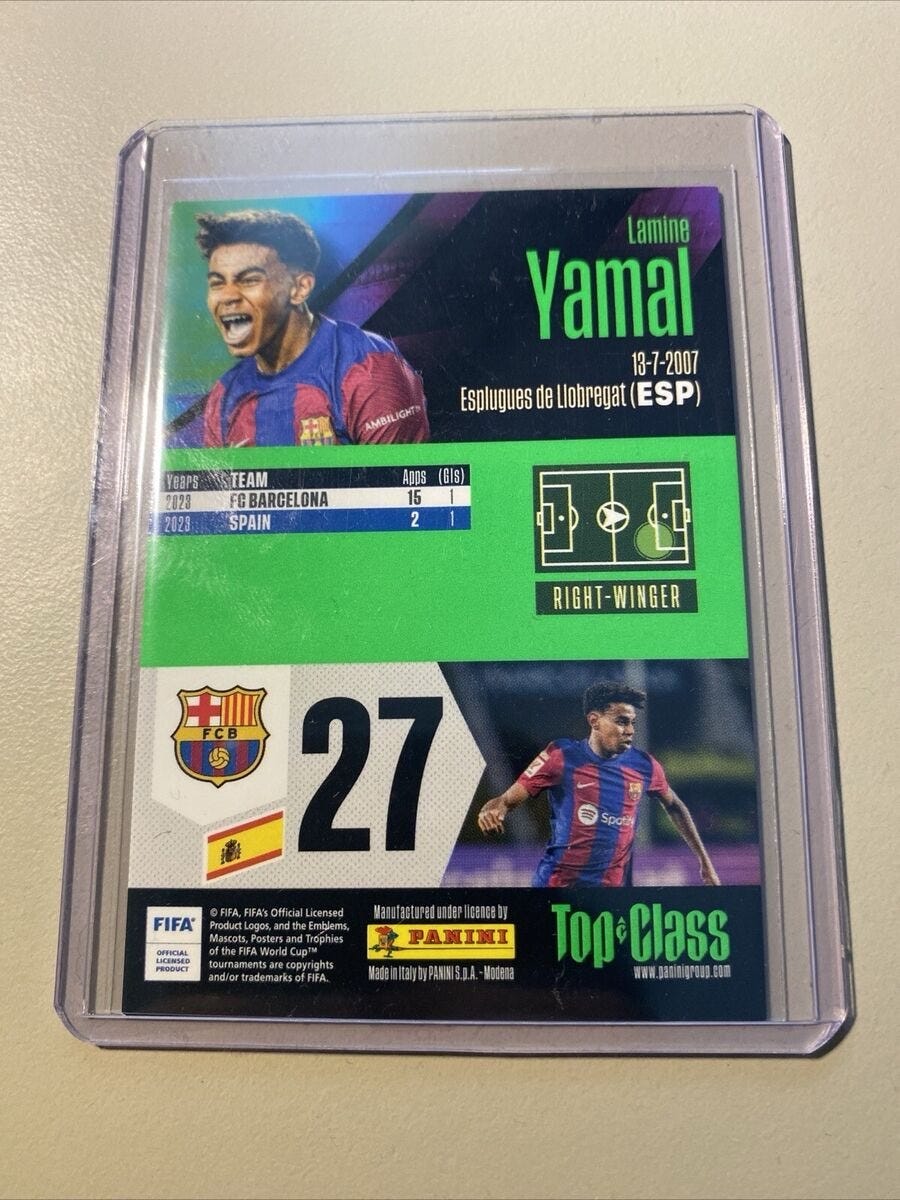 Lamine
Yamal
13-7-2007
Esplugues de Llobregat (ESP)
AMBILIGHT
Years TEAM Apps (Gls)
2023 FC BARCELONA 15 1
2023 SPAIN 2 1
RIGHT-WINGER
FCB
27
Spotify
FIFA®
OFFICIAL
LICENSED
PRODUCT
© FIFA, FIFA's Official Licensed
Product Logos, and the Emblems,
Mascots, Posters and Trophies
of the FIFA World Cup™
tournaments are copyrights
and/or trademarks of FIFA.
Manufactured under licence by
PANINI
Made in Italy by PANINI S.p.A. - Modena
Top Class
www.paninigroup.com